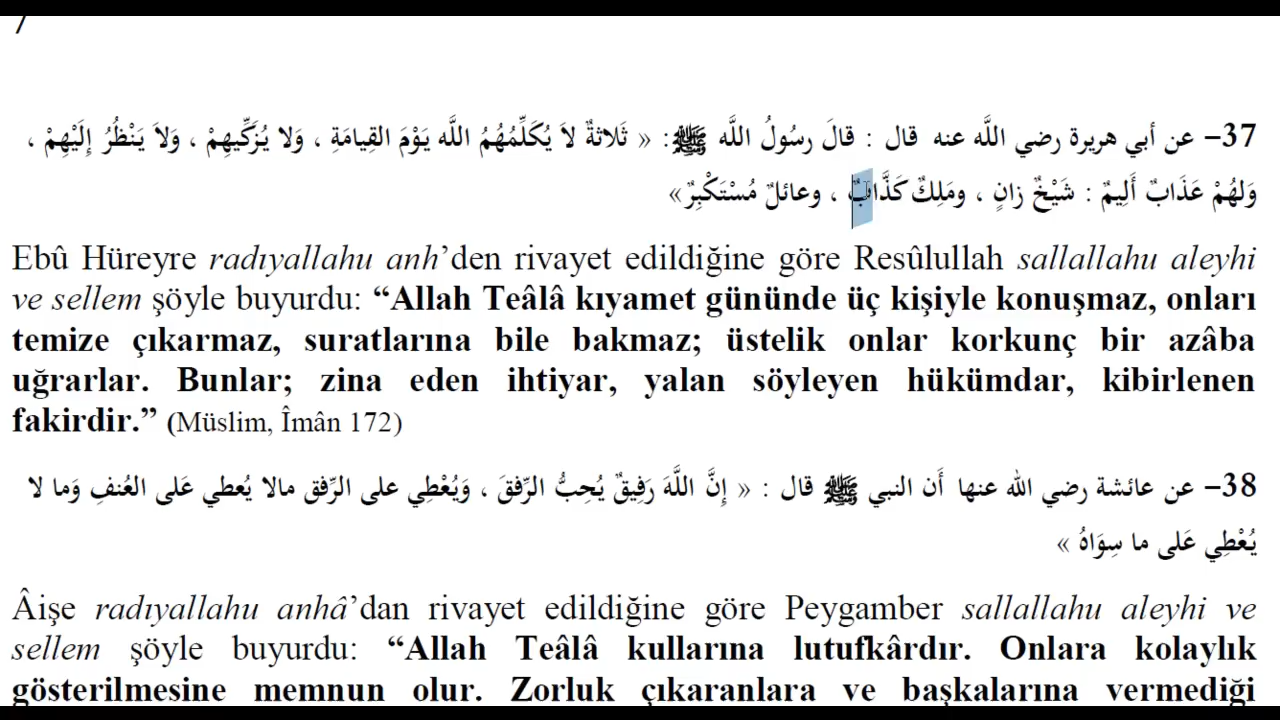 7
37– عن أبي هريرة رضي اللَّه عنه قال : قالَ رسُولُ اللَّه ﷺ: « ثَلاثةٌ لاَ يُكَلِّمُهُمُ اللَّه يَوْمَ القِيامَةِ ، وَلا يُزَكِّيهِمْ ، وَلاَ يَنْظُرُ إلَيْهِمْ ،
وَلهُمْ عَذَابٌ أَلِيمٌ : شَيْخٌ زانٍ ، ومَلِكٌ كَذَّابٌ ، وعائلٌ مُسْتَكْبِرٌ»
Ebû Hüreyre radıyallahu anh’den rivayet edildiğine göre Resûlullah sallallahu aleyhi
ve sellem şöyle buyurdu: “Allah Teâlâ kıyamet gününde üç kişiyle konuşmaz, onları
temize çıkarmaz, suratlarına bile bakmaz; üstelik onlar korkunç bir azâba
uğrarlar. Bunlar; zina eden ihtiyar, yalan söyleyen hükümdar, kibirlenen
fakirdir.” (Müslim, Îmân 172)
38– عن عائشة رضي الله عنها أَن النبي ﷺ قال : « إِنَّ اللَّهَ رَفِيقٌ يُحِبُّ الرِّفقَ ، وَيُعْطِي على الرِّفق مالا يُعطي عَلى العُنفِ وَما لا
يُعْطِي عَلى ما سِوَاهُ »
Âişe radıyallahu anhâ’dan rivayet edildiğine göre Peygamber sallallahu aleyhi ve
sellem şöyle buyurdu: “Allah Teâlâ kullarına lutufkârdır. Onlara kolaylık
gösterilmesine memnun olur. Zorluk çıkaranlara ve başkalarına vermediği